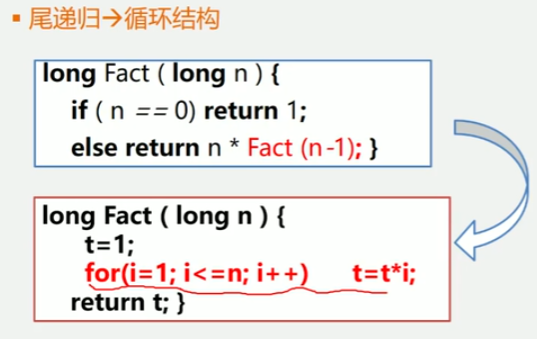 ▪ 尾递归→循环结构
long Fact ( long n ) {
if ( n == 0) return 1;
else return n * Fact (n-1); }
long Fact ( long n ) {
t=1;
for(i=1; i<=n; i++) t=t*i;
return t; }